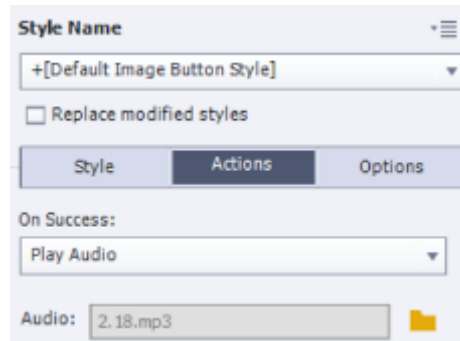 Style Name
+[Default Image Button Style]
Replace modified styles
Style Actions Options
On Success:
Play Audio
Audio: 2.18.mp3